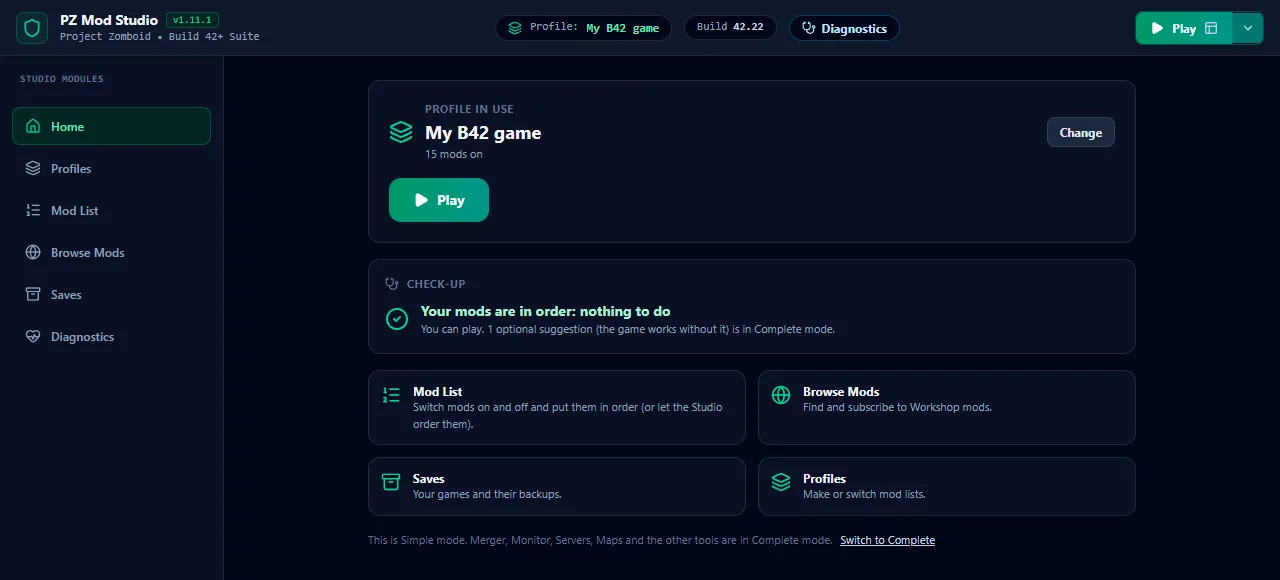 PZ Mod Studio v1.11.1
Project Zomboid • Build 42+ Suite
Profile: My B42 game
Build 42.22
Diagnostics
Play
STUDIO MODULES
Home
Profiles
Mod List
Browse Mods
Saves
Diagnostics
PROFILE IN USE
My B42 game
15 mods on
Change
Play
CHECK-UP
Your mods are in order: nothing to do
You can play. 1 optional suggestion (the game works without it) is in Complete mode.
Mod List
Switch mods on and off and put them in order (or let the Studio
order them).
Browse Mods
Find and subscribe to Workshop mods.
Saves
Your games and their backups.
Profiles
Make or switch mod lists.
This is Simple mode. Merger, Monitor, Servers, Maps and the other tools are in Complete mode. Switch to Complete